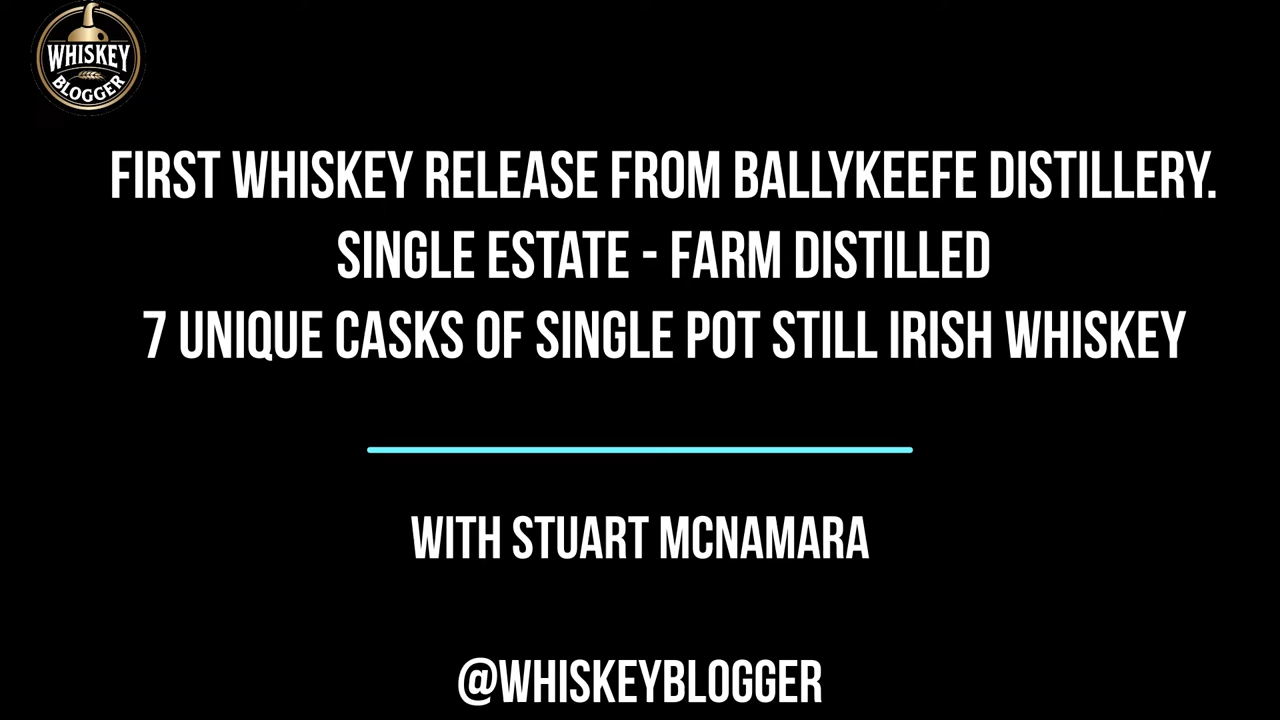 WHISKEY
BLOGGER
FIRST WHISKEY RELEASE FROM BALLYKEEFE DISTILLERY.
SINGLE ESTATE - FARM DISTILLED
7 UNIQUE CASKS OF SINGLE POT STILL IRISH WHISKEY
WITH STUART MCNAMARA
@WHISKEYBLOGGER